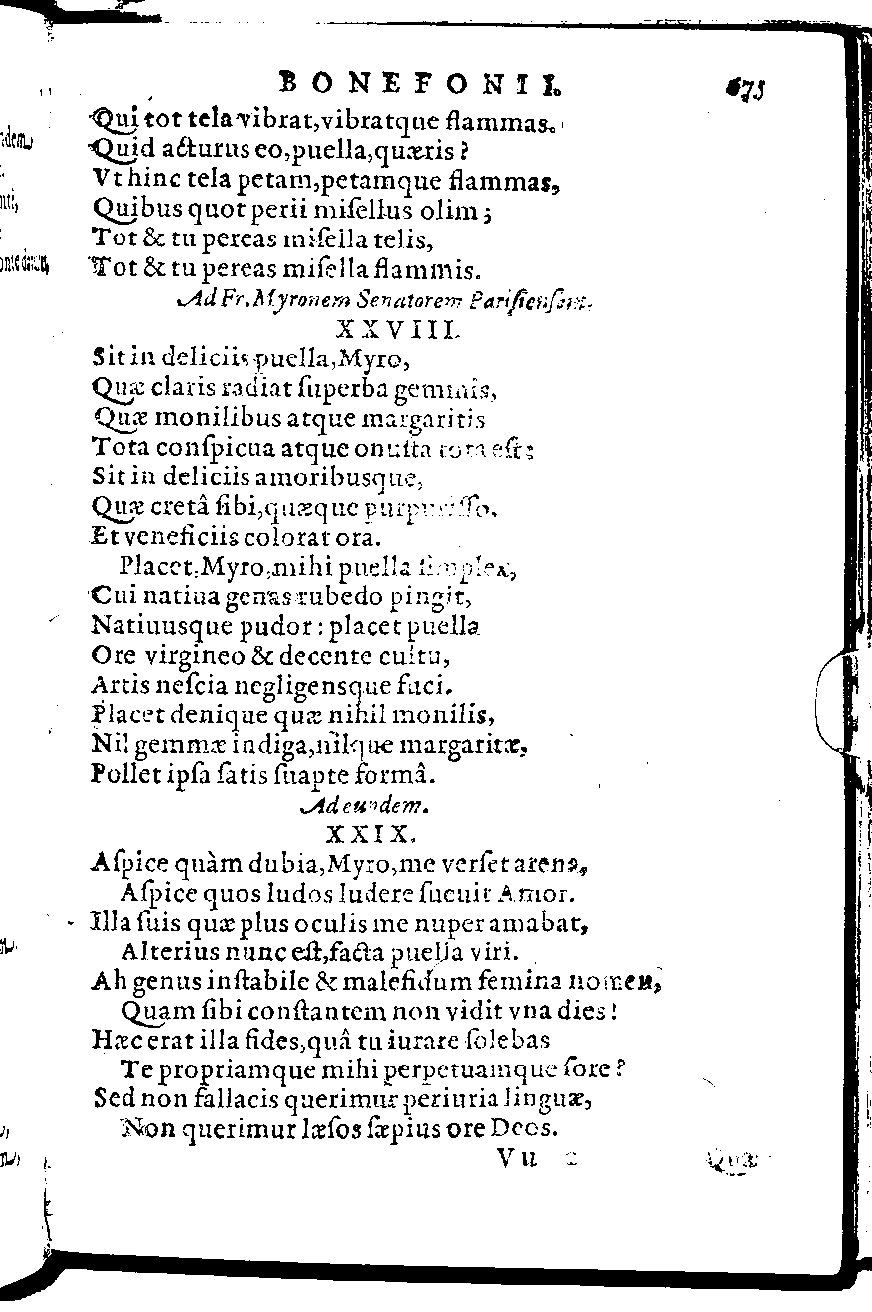 BONEFONII. 675
Qui tot tela vibrat, vibratque flammas.
Quid acturus eo, puella, quæris?
Vt hinc tela petam, petamque flammas,
Quibus quot perii miſellus olim;
Tot & tu pereas miſella telis,
Tot & tu pereas miſella flammis.
Ad Fr. Myronem Senatorem Pariſienſem.
XXVIII.
Sit in deliciis puella, Myro,
Quæ claris radiat ſuperba gemmis,
Quæ monilibus atque margaritis
Tota conſpicua atque onuſta tota eſt;
Sit in deliciis amoribusque,
Quæ cretâ ſibi, quæque purpuriſſo,
Et veneficiis colorat ora.
Placet, Myro, mihi puella ſimplex,
Cui natiua genas rubedo pingit,
Natiuusque pudor: placet puella
Ore virgineo & decente cultu,
Artis neſcia negligensque fuci.
Placet denique quæ nihil monilis,
Nil gemmæ indiga, nilque margaritæ,
Pollet ipſa ſatis ſuapte formâ.
Ad eundem.
XXIX.
Aſpice quàm dubia, Myro, me verſet arena,
Aſpice quos ludos ludere ſueuit Amor.
Illa ſuis quæ plus oculis me nuper amabat,
Alterius nunc eſt, facta puella viri.
Ah genus inſtabile & malefidum femina nomen,
Quam ſibi conſtantem non vidit vna dies!
Hæc erat illa fides, quâ tu iurare ſolebas
Te propriamque mihi perpetuamque fore?
Sed non fallacis querimur periuria linguæ,
Non querimur læſos ſæpius ore Deos.
Vu 2 Quæ